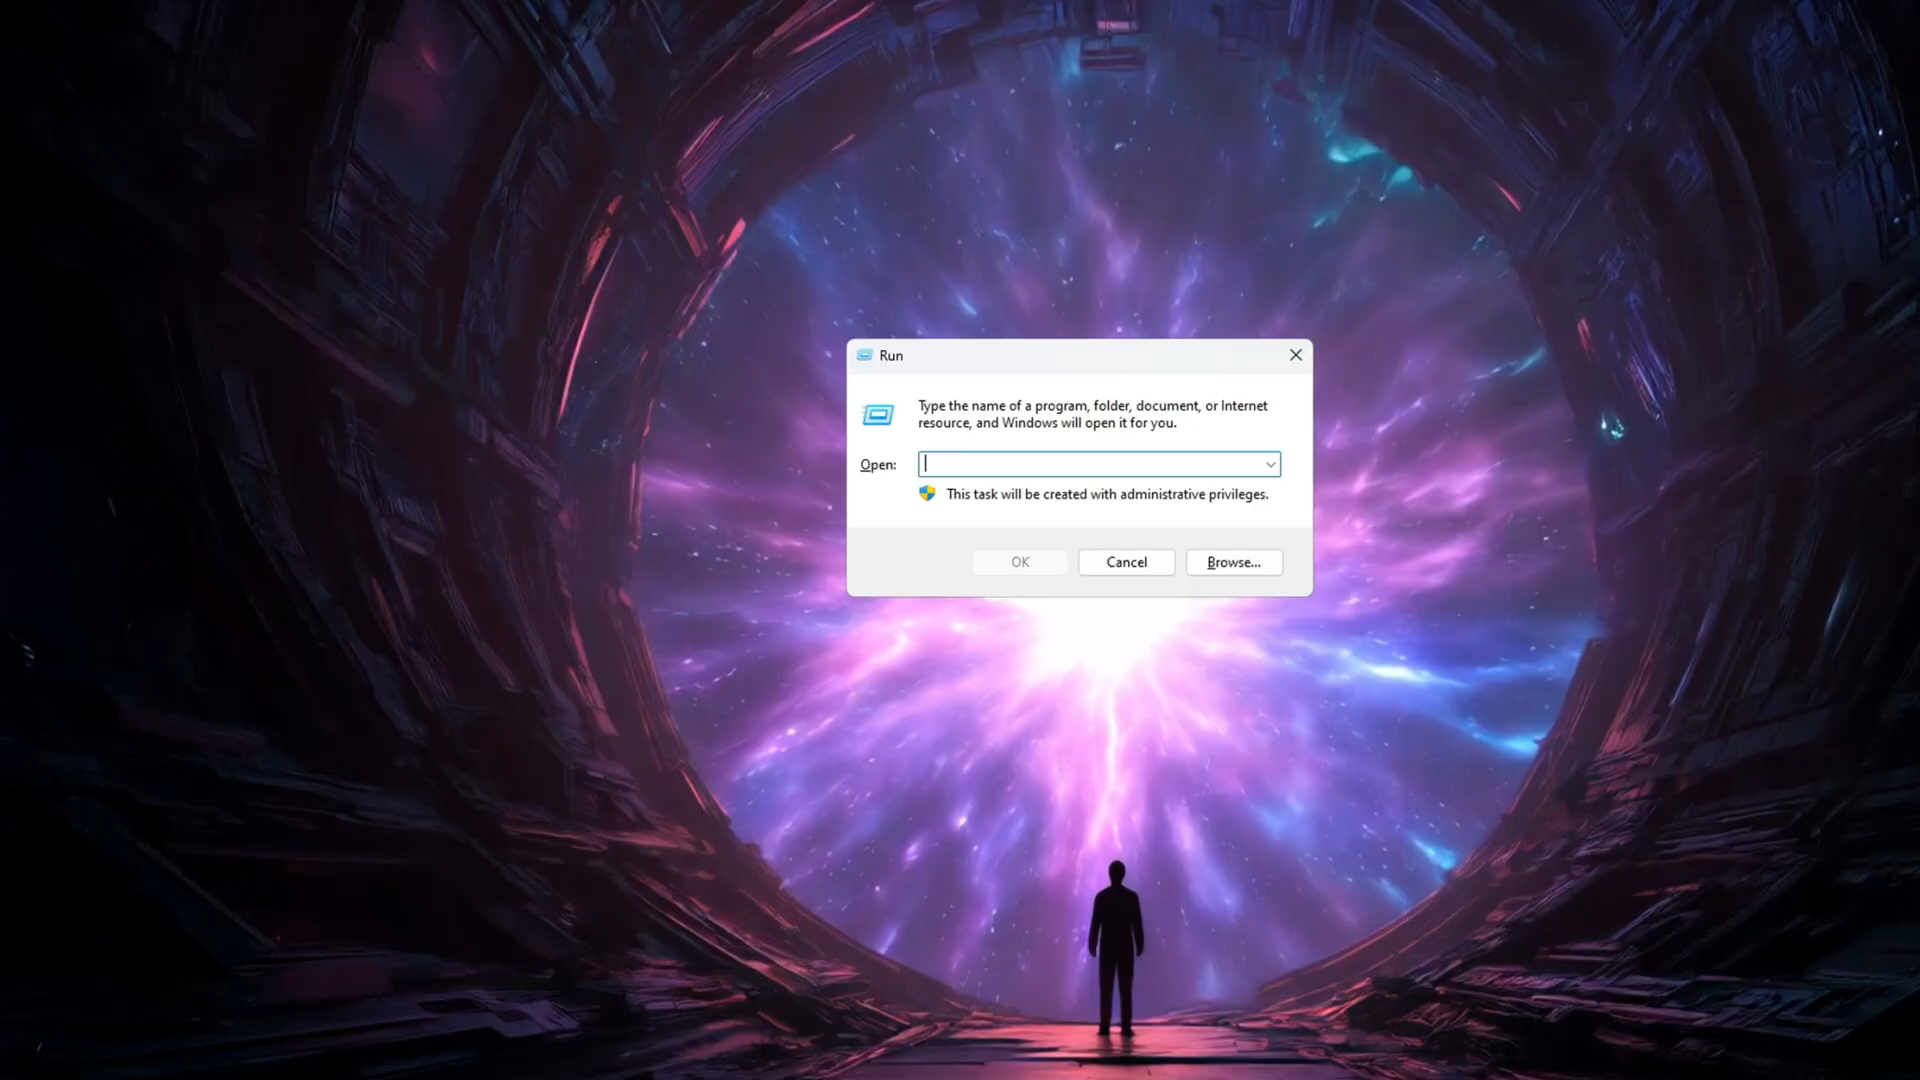 Run
Type the name of a program, folder, document, or Internet
resource, and Windows will open it for you.
Open:
This task will be created with administrative privileges.
OK
Cancel
Browse...